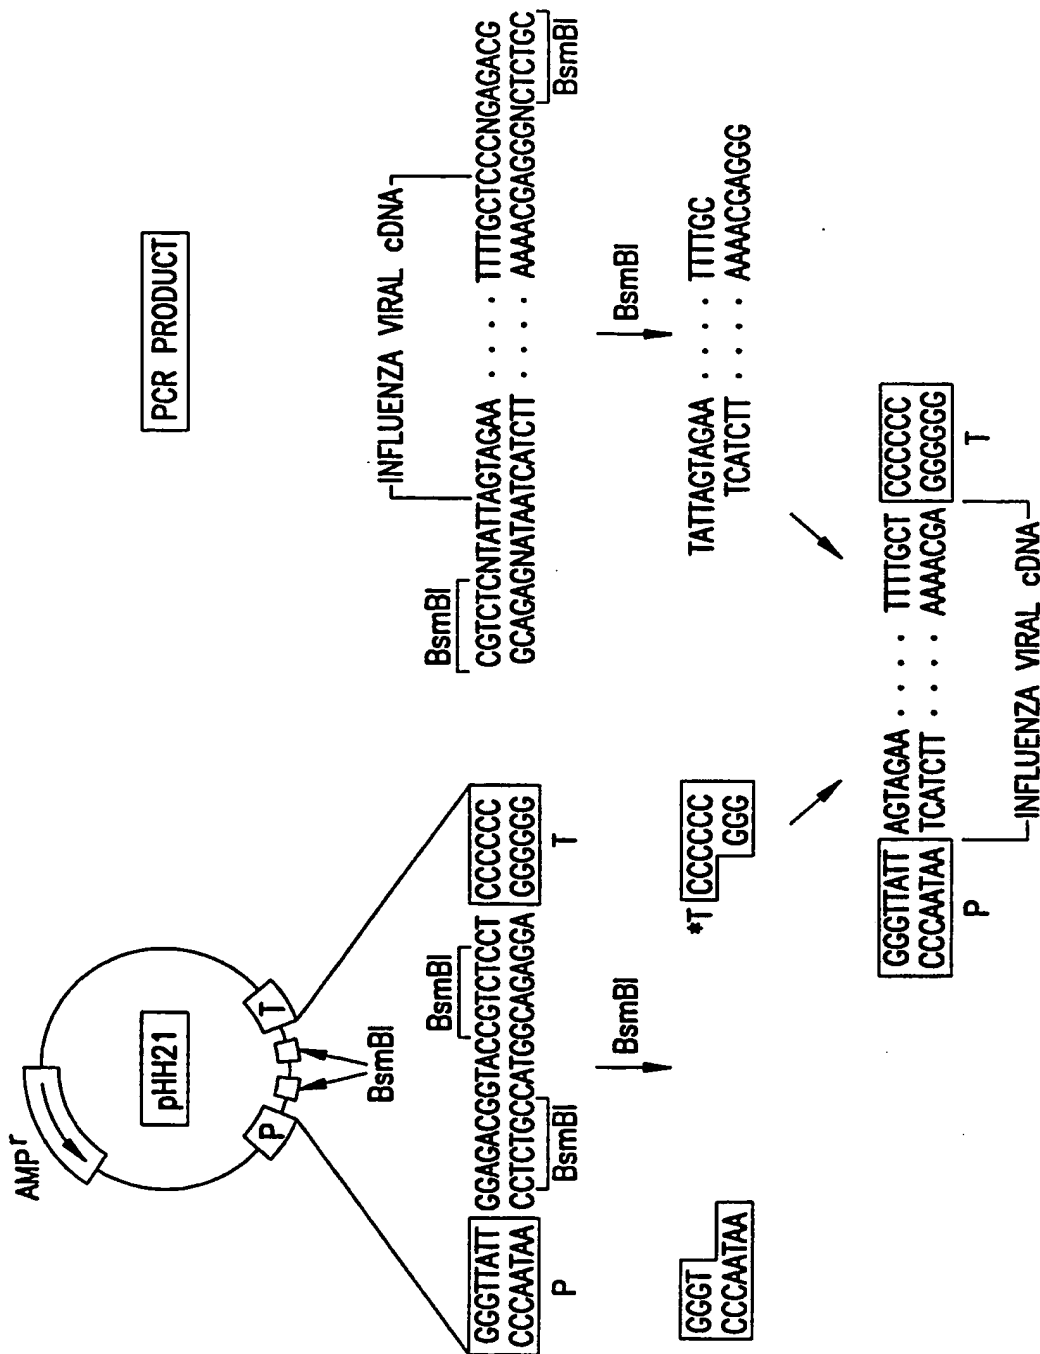 AMPr
pHH21
P
T
BsmBI
BsmBI
GGGTTATT GGAGACGGTACCGTCTCCT CCCCCC
CCCAATAA CCTCTGCCATGGCAGAGGA GGGGGG
P
BsmBI
T
BsmBI
GGGT
CCCAATAA
*T CCCCCC
GGG
PCR PRODUCT
INFLUENZA VIRAL cDNA
BsmBI
CGTCTCNTATTAGTAGAA . . . . . TTTTGCTCCCNGAGACG
GCAGAGNATAATCATCTT . . . . . AAAACGAGGGNCTCTGC
BsmBI
BsmBI
TATTAGTAGAA . . . . . TTTTGC
TCATCTT . . . . . AAAACGAGGG
GGGTTATT AGTAGAA . . . . . TTTTGCT CCCCCC
CCCAATAA TCATCTT . . . . . AAAACGA GGGGGG
P
T
INFLUENZA VIRAL cDNA